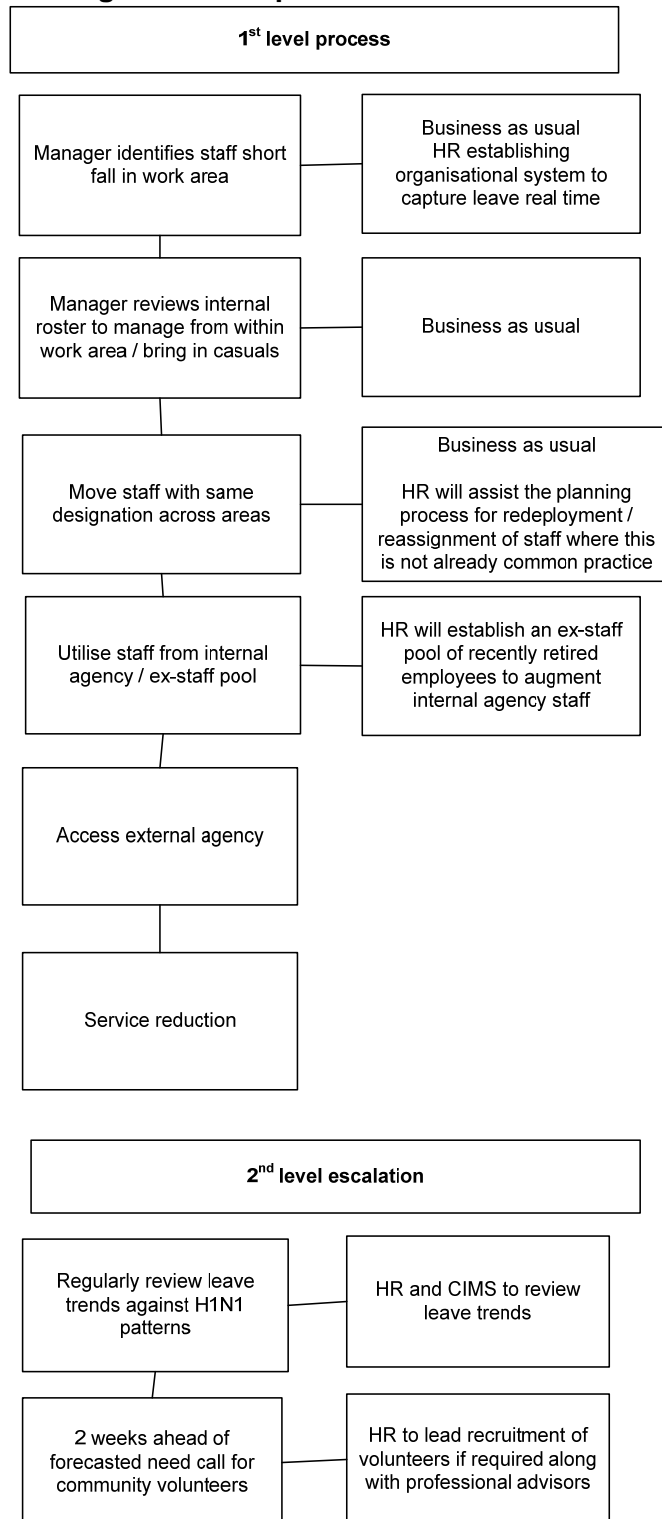 1st level process
Manager identifies staff short
fall in work area
Business as usual
HR establishing
organisational system to
capture leave real time
Manager reviews internal
roster to manage from within
work area / bring in casuals
Business as usual
Move staff with same
designation across areas
Business as usual
HR will assist the planning
process for redeployment /
reassignment of staff where this
is not already common practice
Utilise staff from internal
agency / ex-staff pool
HR will establish an ex-staff
pool of recently retired
employees to augment
internal agency staff
Access external agency
Service reduction
2nd level escalation
Regularly review leave
trends against H1N1
patterns
HR and CIMS to review
leave trends
2 weeks ahead of
forecasted need call for
community volunteers
HR to lead recruitment of
volunteers if required along
with professional advisors